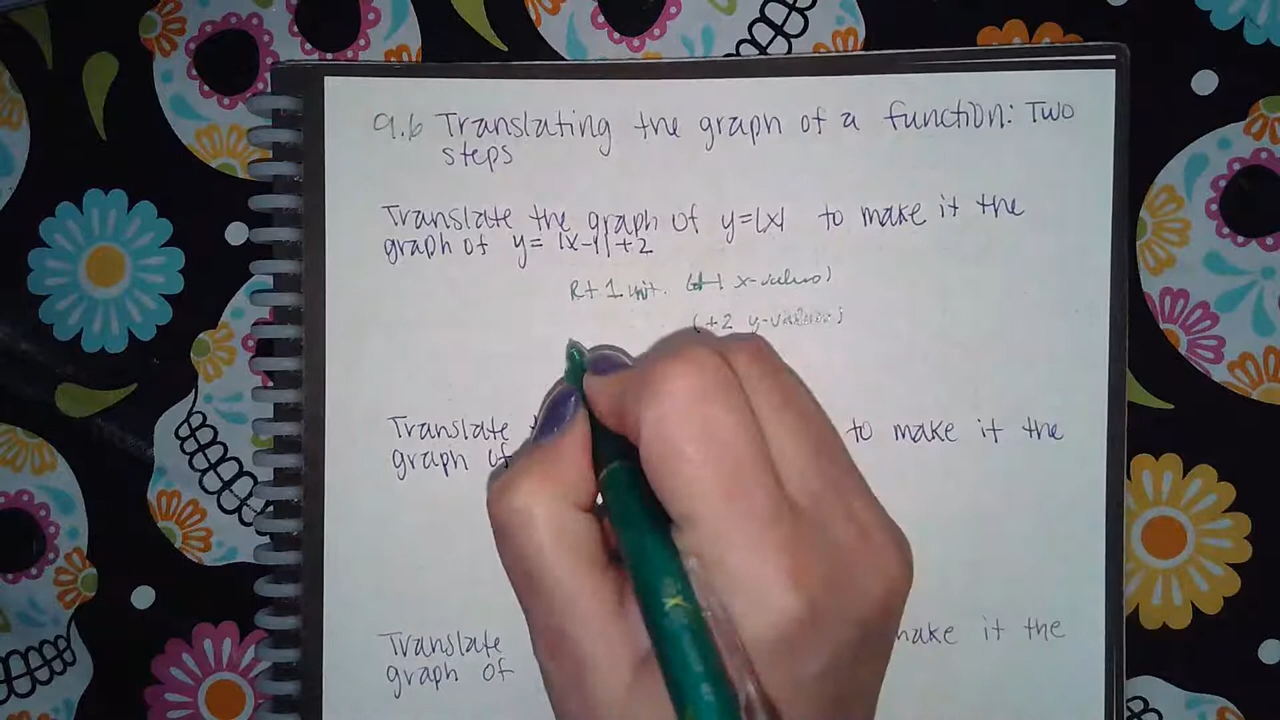 9.6 Translating the graph of a function: Two
steps
Translate the graph of y=|x| to make it the
graph of y= |x-1|+2
Rt 1 unit. (+1 x-values)
(+2 y-values)
Translate to make it the
graph of
Translate make it the
graph of